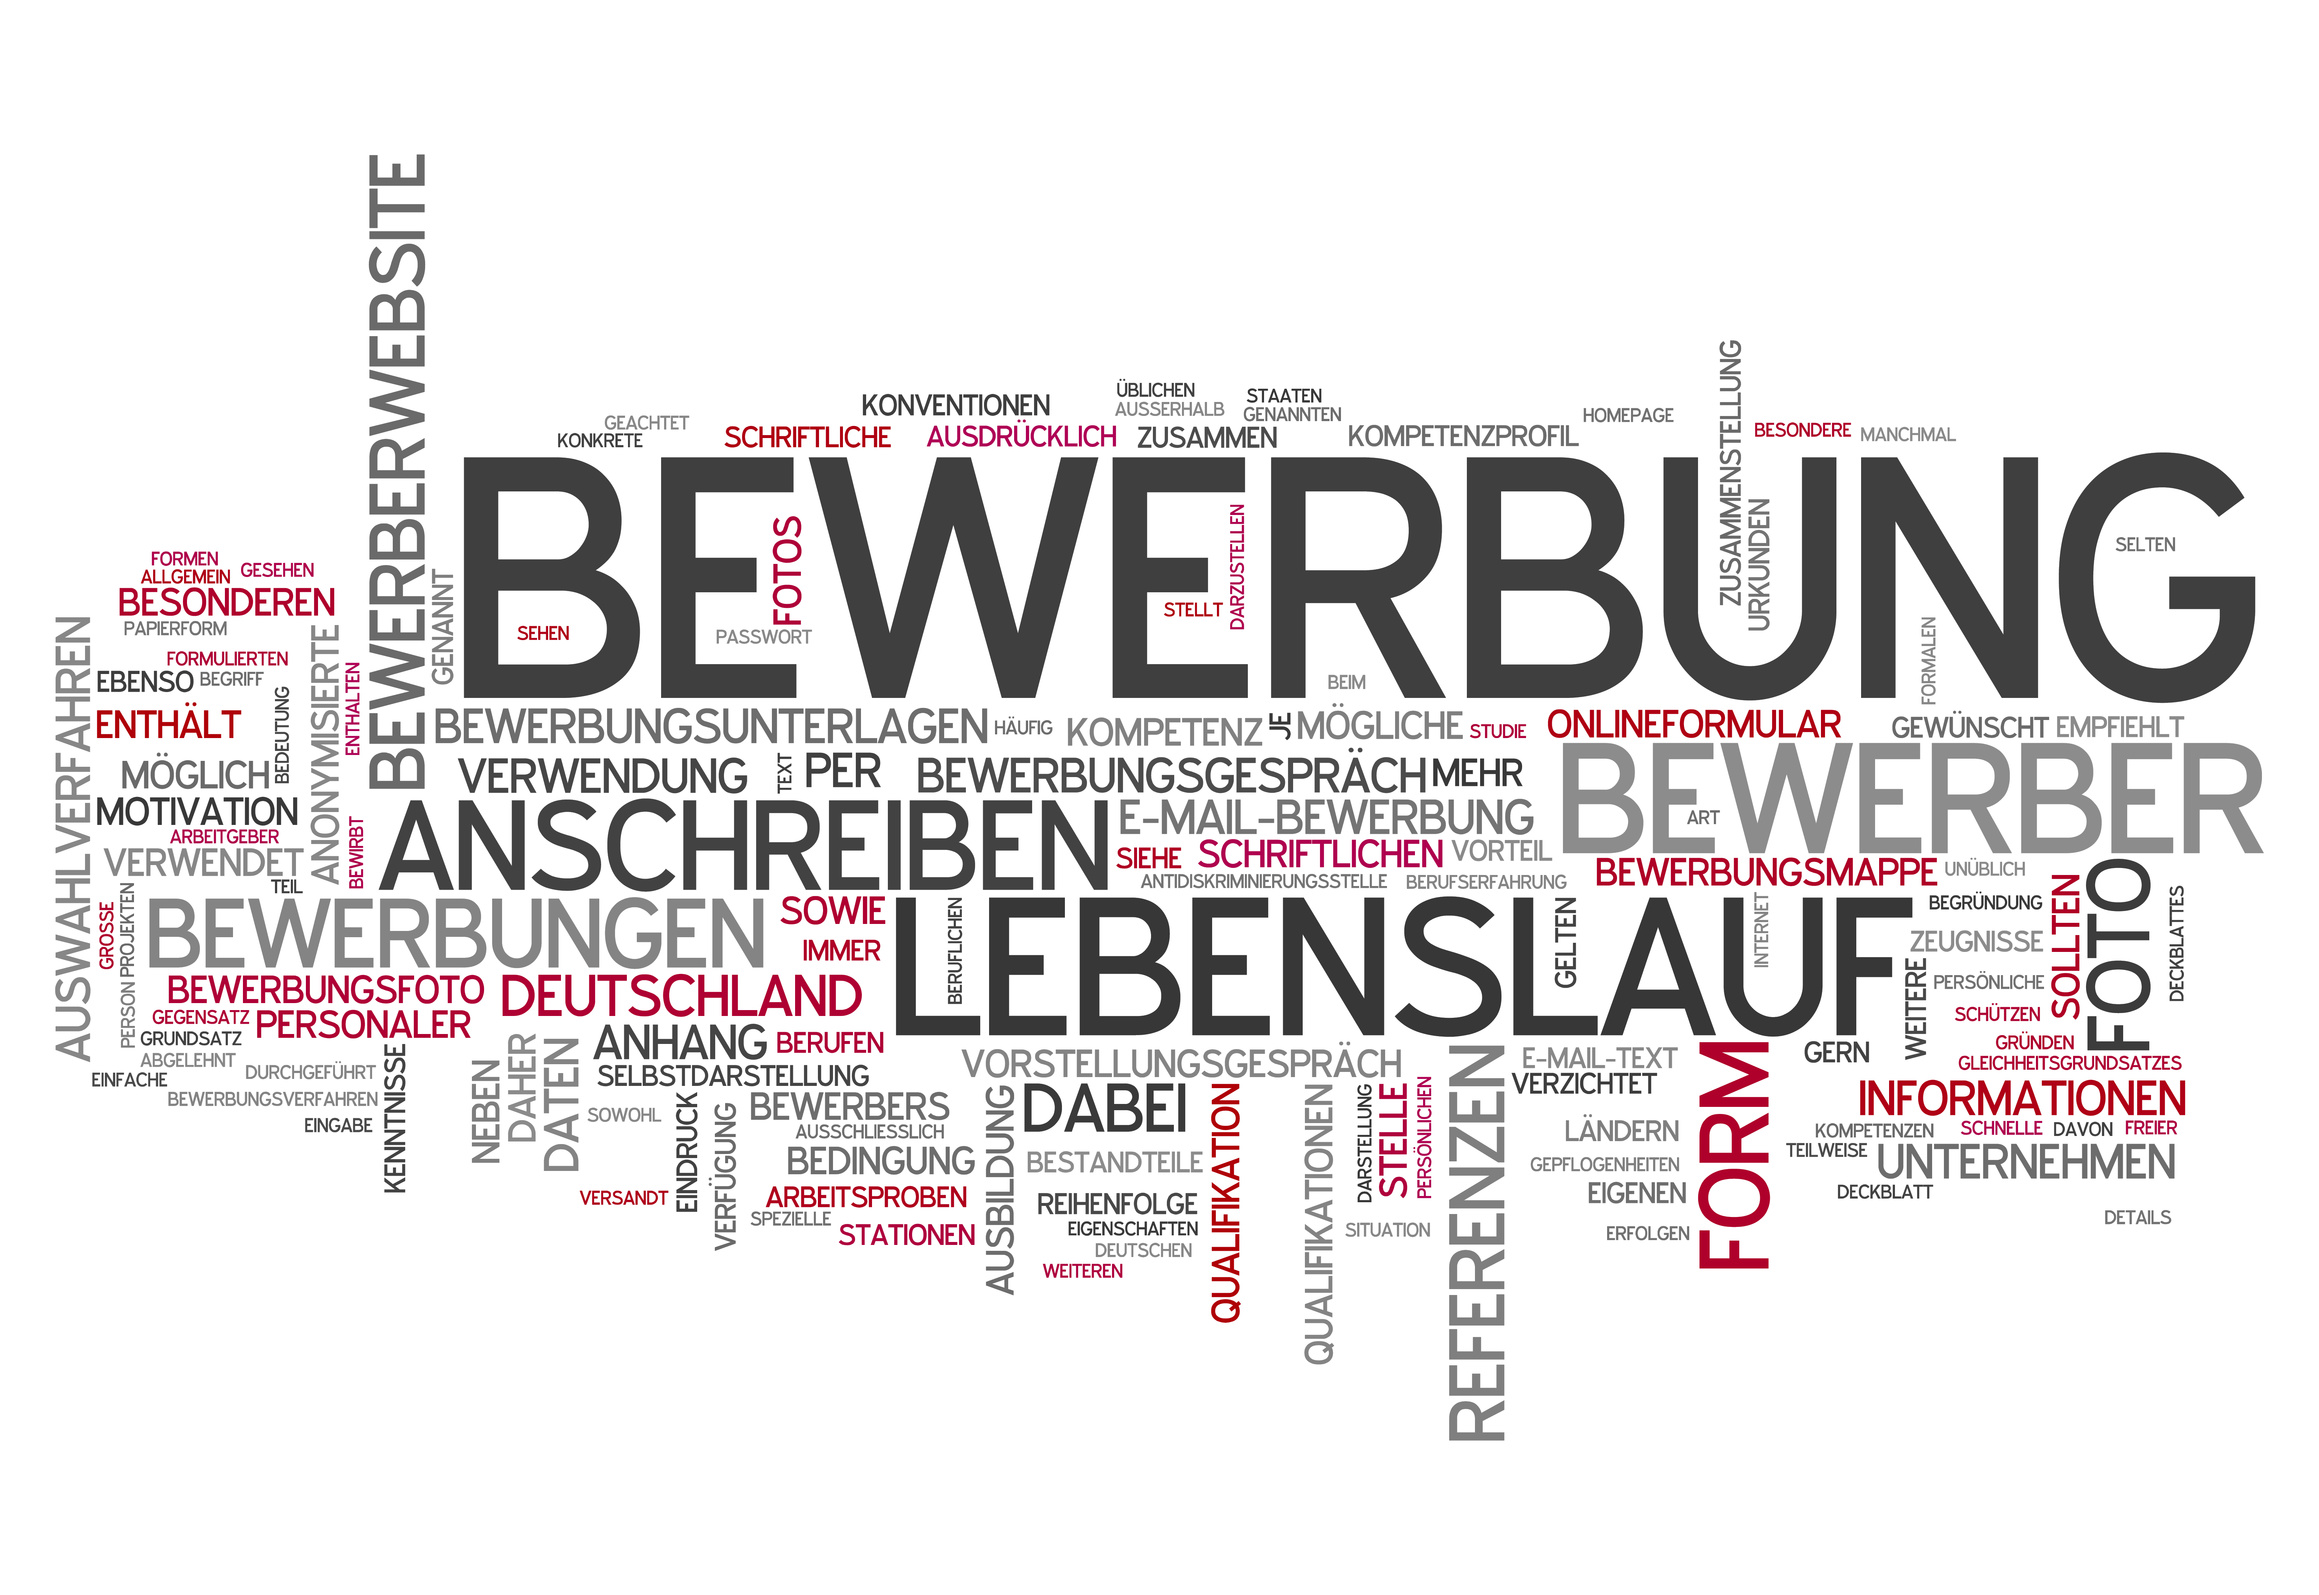 BEWERBERWEBSITE
ÜBLICHEN
STAATEN
KONVENTIONEN
AUSSERHALB
GENANNTEN
HOMEPAGE
GEACHTET
KONKRETE
SCHRIFTLICHE
AUSDRÜCKLICH
ZUSAMMEN
KOMPETENZPROFIL
ZUSAMMENSTELLUNG
BESONDERE
MANCHMAL
BEWERBUNG
FOTOS
DARZUSTELLEN
URKUNDEN
SELTEN
SEHEN
PASSWORT
STELLT
BEIM
FORMALEN
FORMEN
ALLGEMEIN
GESEHEN
BESONDEREN
PAPIERFORM
GENANNT
AUSWAHLVERFAHREN
FORMULIERTEN
EBENSO
BEGRIFF
ANONYMISIERTE
ENTHALTEN
ENTHÄLT
BEDEUTUNG
MÖGLICH
MOTIVATION
ARBEITGEBER
VERWENDET
BEWIRBT
TEIL
BEWERBUNGSUNTERLAGEN
HÄUFIG
KOMPETENZ
JE
MÖGLICHE
STUDIE
ONLINEFORMULAR
GEWÜNSCHT
EMPFIEHLT
VERWENDUNG
TEXT
PER
BEWERBUNGSGESPRÄCH
MEHR
BEWERBER
ART
ANSCHREIBEN
E-MAIL-BEWERBUNG
SIEHE
SCHRIFTLICHEN
VORTEIL
BEWERBUNGSMAPPE
UNÜBLICH
ANTIDISKRIMINIERUNGSSTELLE
BERUFSERFAHRUNG
GROSSE
PERSON
PROJEKTEN
BEWERBUNGEN
SOWIE
IMMER
LEBENSLAUF
BERUFLICHEN
GELTEN
INTERNET
BEGRÜNDUNG
SOLLTEN
FOTO
DECKBLATTES
ZEUGNISSE
WEITERE
PERSÖNLICHE
SCHÜTZEN
BEWERBUNGSFOTO
DEUTSCHLAND
GEGENSATZ
PERSONALER
GRUNDSATZ
ABGELEHNT
EINFACHE
DURCHGEFÜHRT
BEWERBUNGSVERFAHREN
EINGABE
KENNTNISSE
NEBEN
DAHER
DATEN
ANHANG
BERUFEN
SELBSTDARSTELLUNG
SOWOHL
VERSANDT
EINDRUCK
VERFÜGUNG
BEWERBERS
AUSSCHLIESSLICH
BEDINGUNG
ARBEITSPROBEN
SPEZIELLE
STATIONEN
VORSTELLUNGSGESPRÄCH
AUSBILDUNG
DABEI
BESTANDTEILE
REIHENFOLGE
EIGENSCHAFTEN
DEUTSCHEN
WEITEREN
QUALIFIKATION
QUALIFIKATIONEN
DARSTELLUNG
STELLE
PERSÖNLICHEN
SITUATION
REFERENZEN
E-MAIL-TEXT
VERZICHTET
LÄNDERN
GEPFLOGENHEITEN
EIGENEN
ERFOLGEN
FORM
GERN
GRÜNDEN
GLEICHHEITSGRUNDSATZES
INFORMATIONEN
KOMPETENZEN
SCHNELLE
DAVON
FREIER
TEILWEISE
UNTERNEHMEN
DECKBLATT
DETAILS